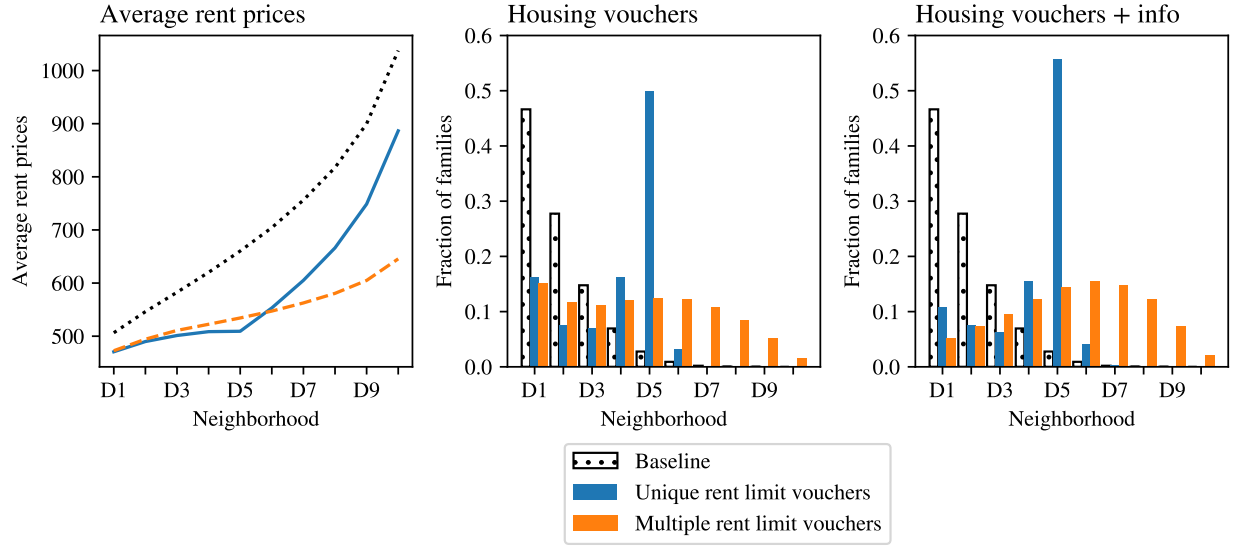 Average rent prices
Average rent prices
1000
900
800
700
600
500
D1 D3 D5 D7 D9
Neighborhood
Housing vouchers
Fraction of families
0.6
0.5
0.4
0.3
0.2
0.1
0.0
D1 D3 D5 D7 D9
Neighborhood
Housing vouchers + info
Fraction of families
0.6
0.5
0.4
0.3
0.2
0.1
0.0
D1 D3 D5 D7 D9
Neighborhood
Baseline
Unique rent limit vouchers
Multiple rent limit vouchers